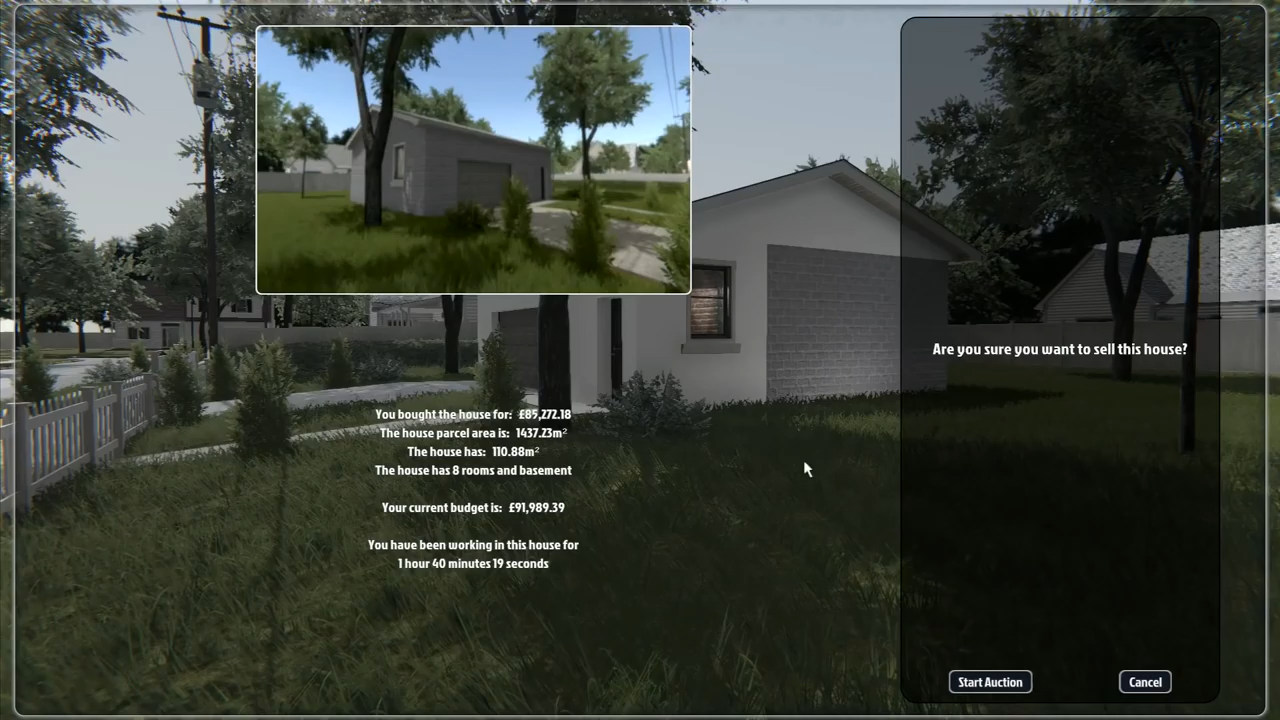 Are you sure you want to sell this house?
You bought the house for: £85,272.18
The house parcel area is: 1437.23m²
The house has: 110.88m²
The house has 8 rooms and basement
Your current budget is: £91,989.39
You have been working in this house for
1 hour 40 minutes 19 seconds
Start Auction
Cancel